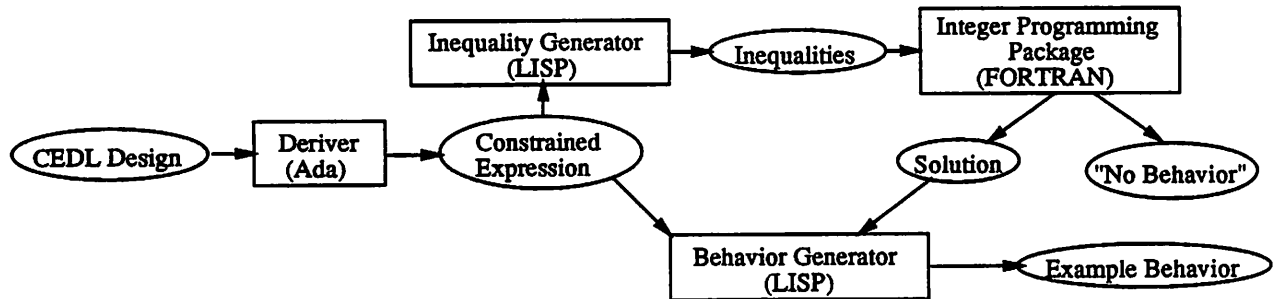 Inequality Generator
(LISP)
Inequalities
Integer Programming
Package
(FORTRAN)
CEDL Design
Deriver
(Ada)
Constrained
Expression
Solution
"No Behavior"
Behavior Generator
(LISP)
Example Behavior